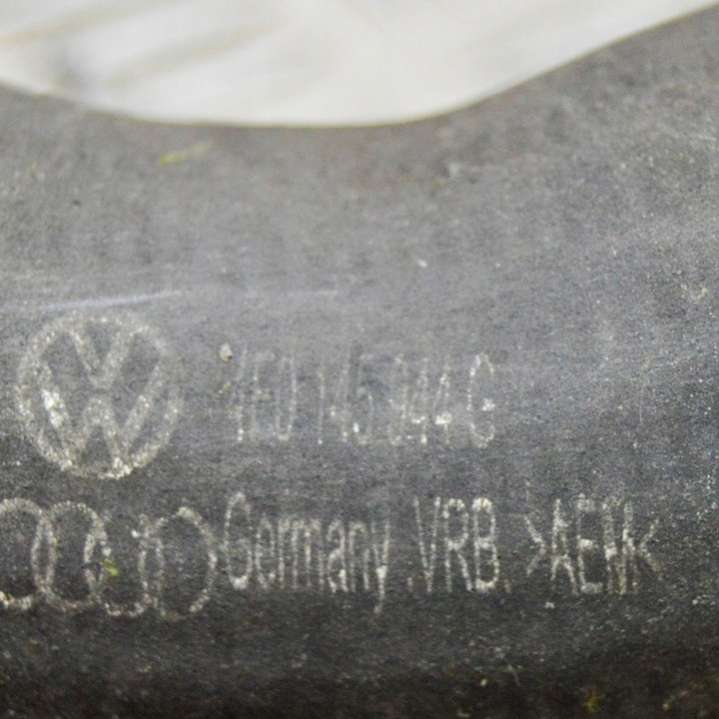 4F0 145 944 G
Germany .VRB. >AEM<